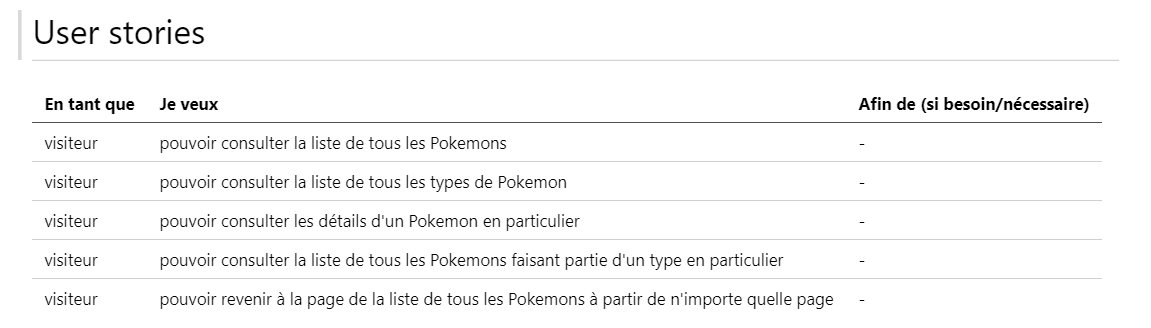 User stories
En tant que Je veux Afin de (si besoin/nécessaire)
visiteur pouvoir consulter la liste de tous les Pokemons -
visiteur pouvoir consulter la liste de tous les types de Pokemon -
visiteur pouvoir consulter les détails d'un Pokemon en particulier -
visiteur pouvoir consulter la liste de tous les Pokemons faisant partie d'un type en particulier -
visiteur pouvoir revenir à la page de la liste de tous les Pokemons à partir de n'importe quelle page -